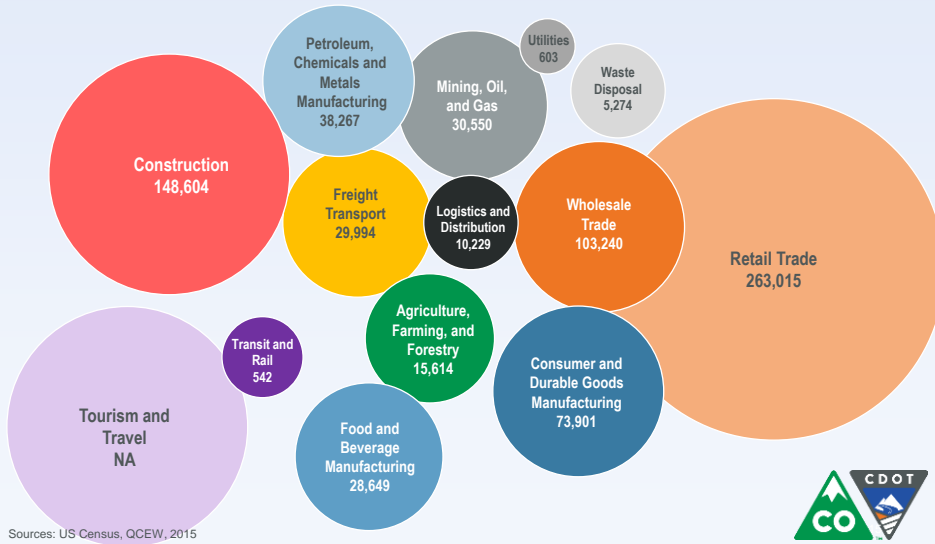 Petroleum,
Chemicals and
Metals
Manufacturing
38,267
Utilities
603
Mining, Oil,
and Gas
30,550
Waste
Disposal
5,274
Construction
148,604
Freight
Transport
29,994
Logistics and
Distribution
10,229
Wholesale
Trade
103,240
Retail Trade
263,015
Agriculture,
Farming, and
Forestry
15,614
Transit and
Rail
542
Consumer and
Durable Goods
Manufacturing
73,901
Tourism and
Travel
NA
Food and
Beverage
Manufacturing
28,649
CDOT
CO
Sources: US Census, QCEW, 2015